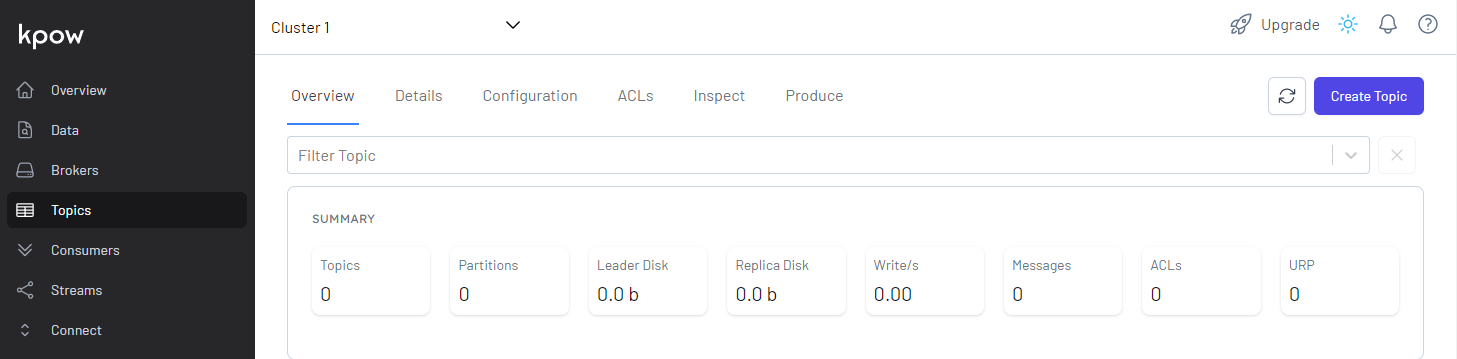 kpow
Overview
Data
Brokers
Topics
Consumers
Streams
Connect
Cluster 1
Upgrade
Overview Details Configuration ACLs Inspect Produce
Create Topic
Filter Topic
SUMMARY
Topics Partitions Leader Disk Replica Disk Write/s Messages ACLs URP
0 0 0.0 b 0.0 b 0.00 0 0 0